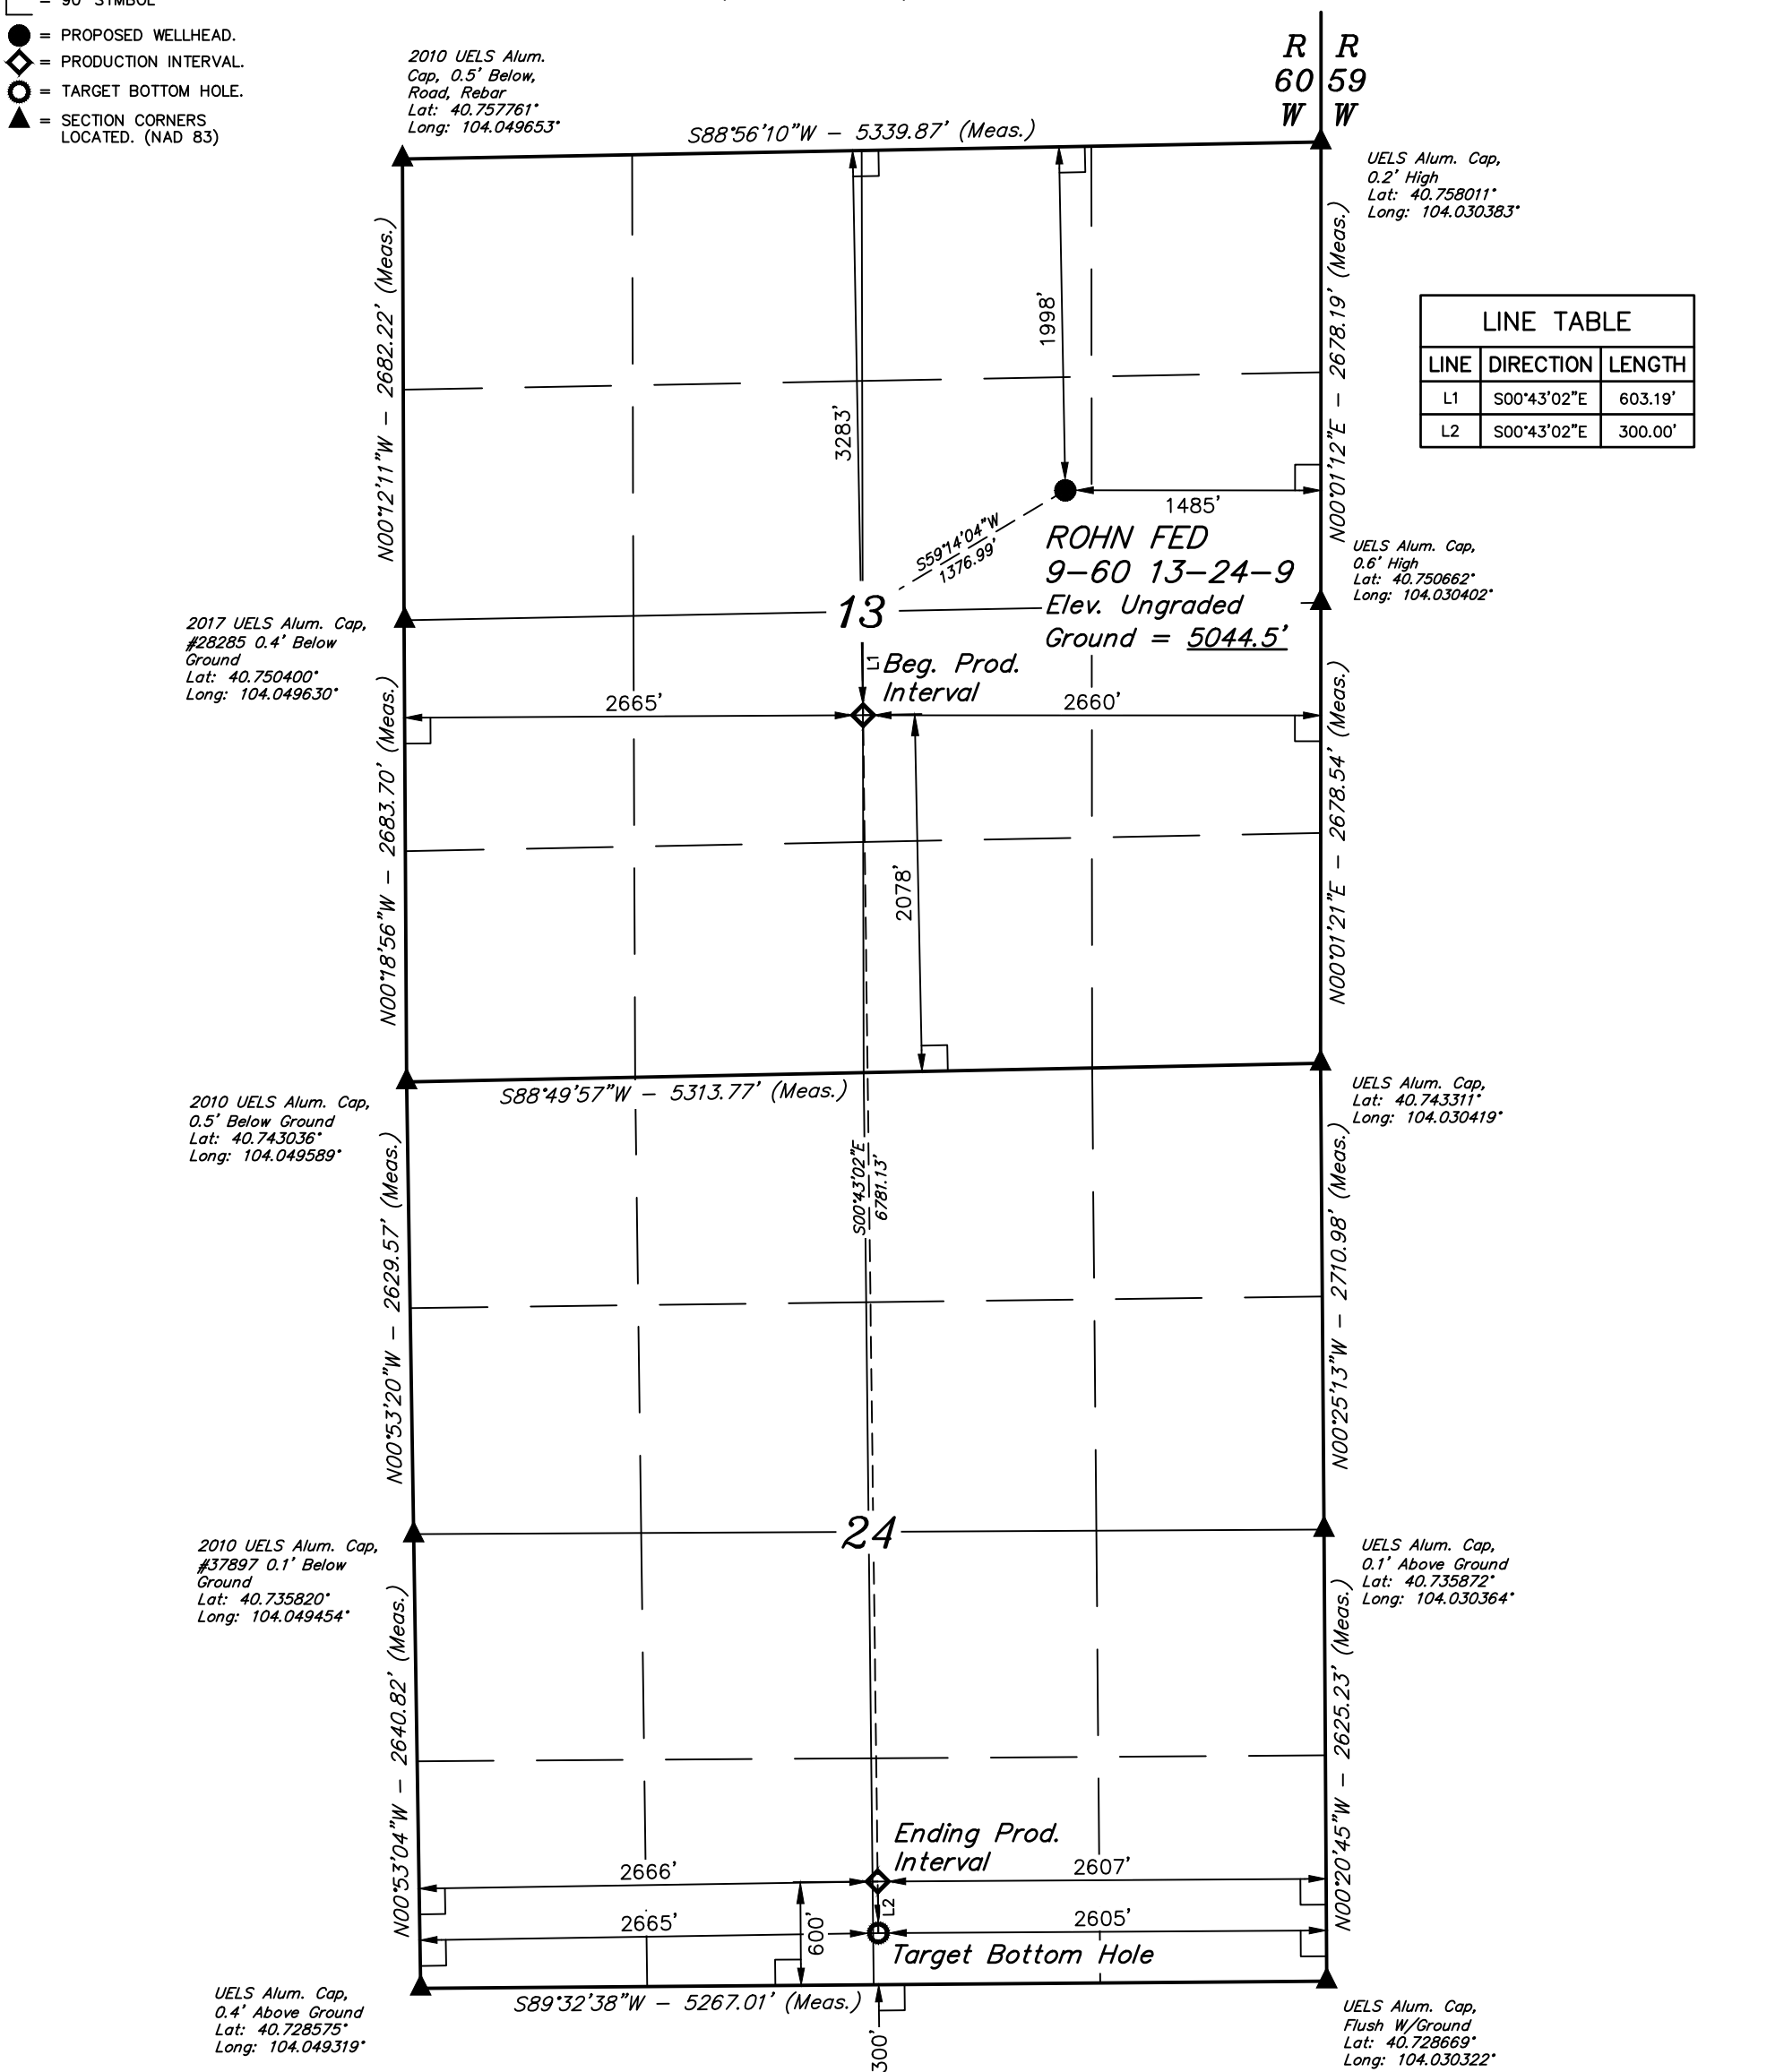 = 90° SYMBOL
= PROPOSED WELLHEAD.
= PRODUCTION INTERVAL.
= TARGET BOTTOM HOLE.
= SECTION CORNERS
LOCATED. (NAD 83)
2010 UELS Alum.
Cap, 0.5' Below,
Road, Rebar
Lat: 40.757761°
Long: 104.049653°
S88°56'10"W – 5339.87' (Meas.)
R R
60 59
W W
UELS Alum. Cap,
0.2' High
Lat: 40.758011°
Long: 104.030383°
N00°12'11"W – 2682.22' (Meas.)
3283'
1998'
N00°01'12"E – 2678.19' (Meas.)
LINE TABLE
LINE DIRECTION LENGTH
L1 S00°43'02"E 603.19'
L2 S00°43'02"E 300.00'
1485'
S59°14'04"W
1376.99'
ROHN FED
9–60 13–24–9
Elev. Ungraded
Ground = 5044.5'
UELS Alum. Cap,
0.6' High
Lat: 40.750662°
Long: 104.030402°
13
2017 UELS Alum. Cap,
#28285 0.4' Below
Ground
Lat: 40.750400°
Long: 104.049630°
L1
Beg. Prod.
Interval
2665'
2660'
N00°18'56"W – 2683.70' (Meas.)
2078'
N00°01'21"E – 2678.54' (Meas.)
S88°49'57"W – 5313.77' (Meas.)
2010 UELS Alum. Cap,
0.5' Below Ground
Lat: 40.743036°
Long: 104.049589°
UELS Alum. Cap,
Lat: 40.743311°
Long: 104.030419°
S00°43'02"E
6781.13'
N00°53'20"W – 2629.57' (Meas.)
N00°25'13"W – 2710.98' (Meas.)
24
2010 UELS Alum. Cap,
#37897 0.1' Below
Ground
Lat: 40.735820°
Long: 104.049454°
UELS Alum. Cap,
0.1' Above Ground
Lat: 40.735872°
Long: 104.030364°
N00°53'04"W – 2640.82' (Meas.)
N00°20'45"W – 2625.23' (Meas.)
Ending Prod.
Interval
2666'
2607'
L2
2665'
600'
2605'
Target Bottom Hole
S89°32'38"W – 5267.01' (Meas.)
300'
UELS Alum. Cap,
0.4' Above Ground
Lat: 40.728575°
Long: 104.049319°
UELS Alum. Cap,
Flush W/Ground
Lat: 40.728669°
Long: 104.030322°